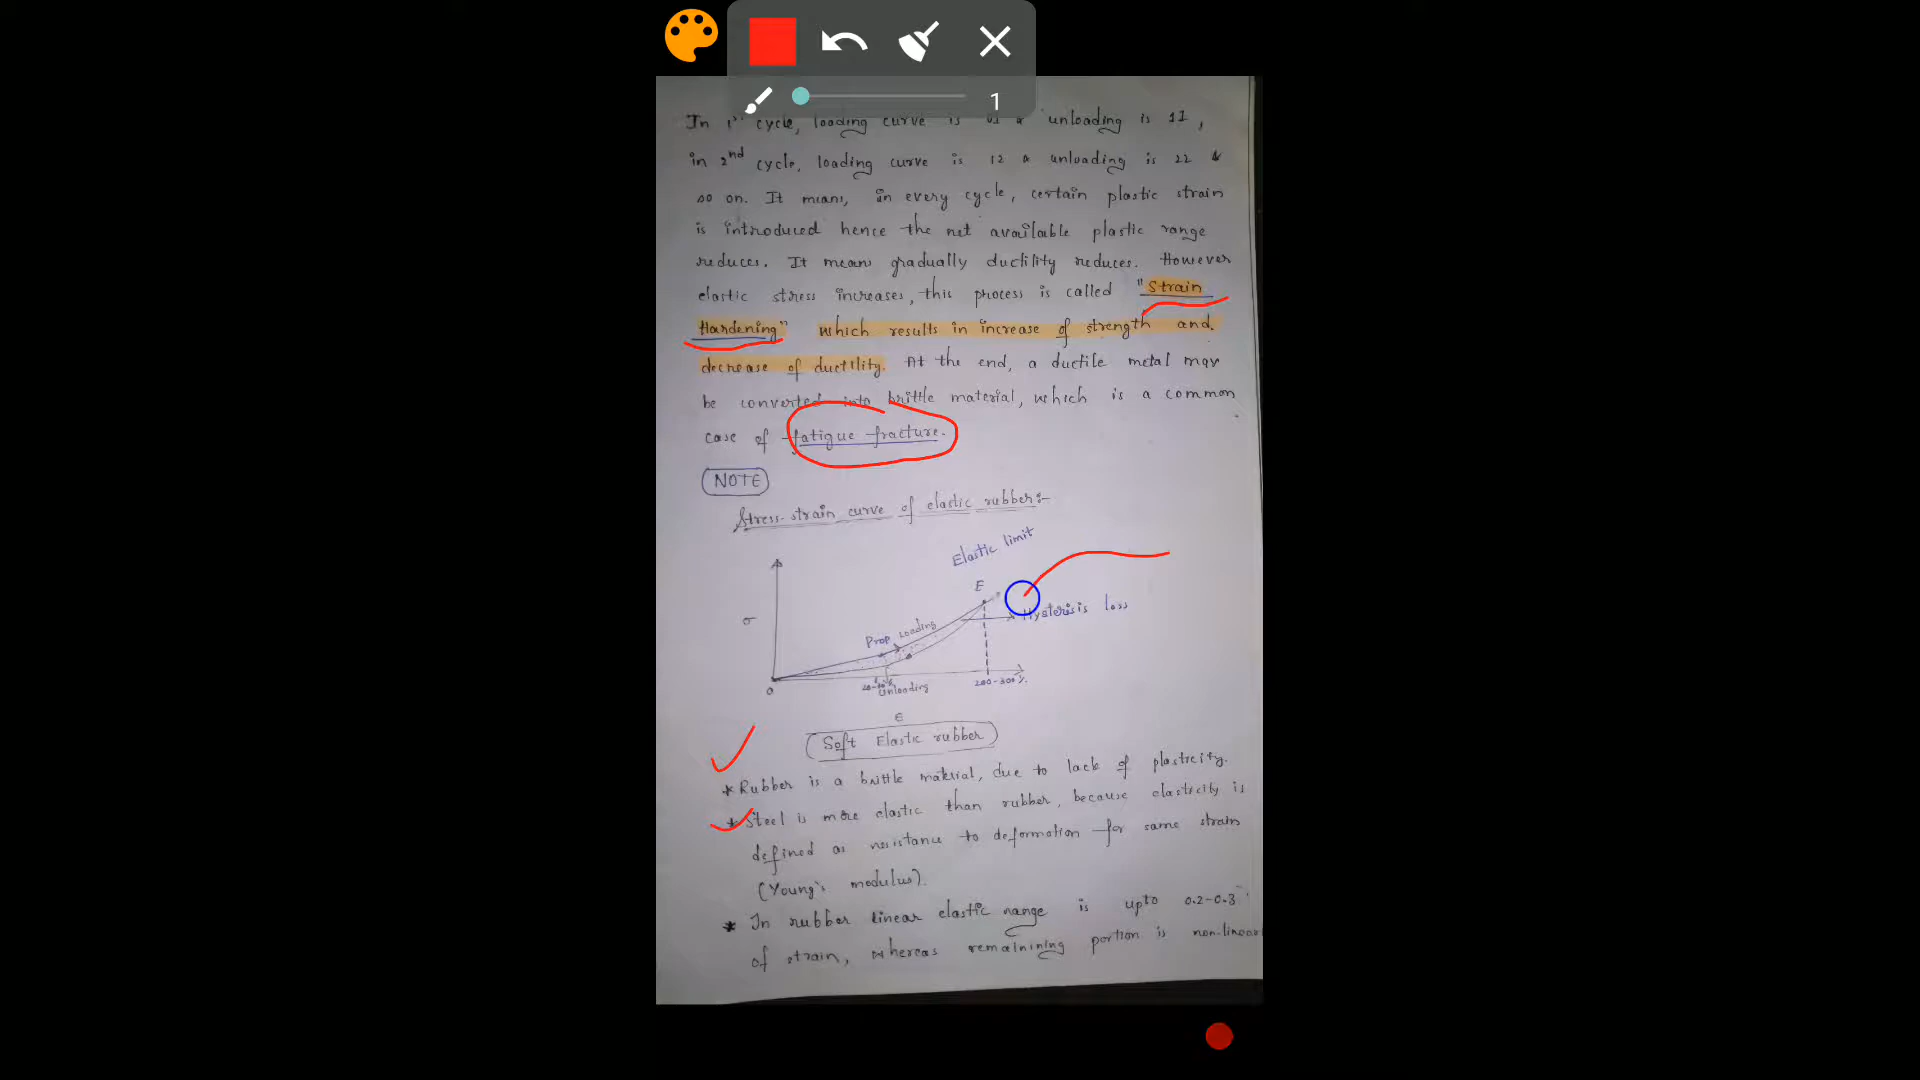 1
In 1st cycle, loading curve is 01 & unloading is 11,
in 2nd cycle, loading curve is 12 & unloading is 22 &
so on. It means, in every cycle, certain plastic strain
is introduced hence the net available plastic range
reduces. It means gradually ductility reduces. However
elastic stress increases, this process is called "Strain
Hardening" which results in increase of strength and
decrease of ductility. At the end, a ductile metal may
be converted into brittle material, which is a common
case of fatigue fracture.
NOTE
Stress-strain curve of elastic rubber:-
Elastic limit
E
σ
Prop Loading
Hysterisis loss
0
Unloading
200-300%.
E
Soft Elastic rubber
* Rubber is a brittle material, due to lack of plasticity.
* Steel is more elastic than rubber, because elasticity is
defined as resistance to deformation for same strain
(Young's modulus).
* In rubber linear elastic range is upto 0.2-0.3
of strain, whereas remainining portion is non-linear